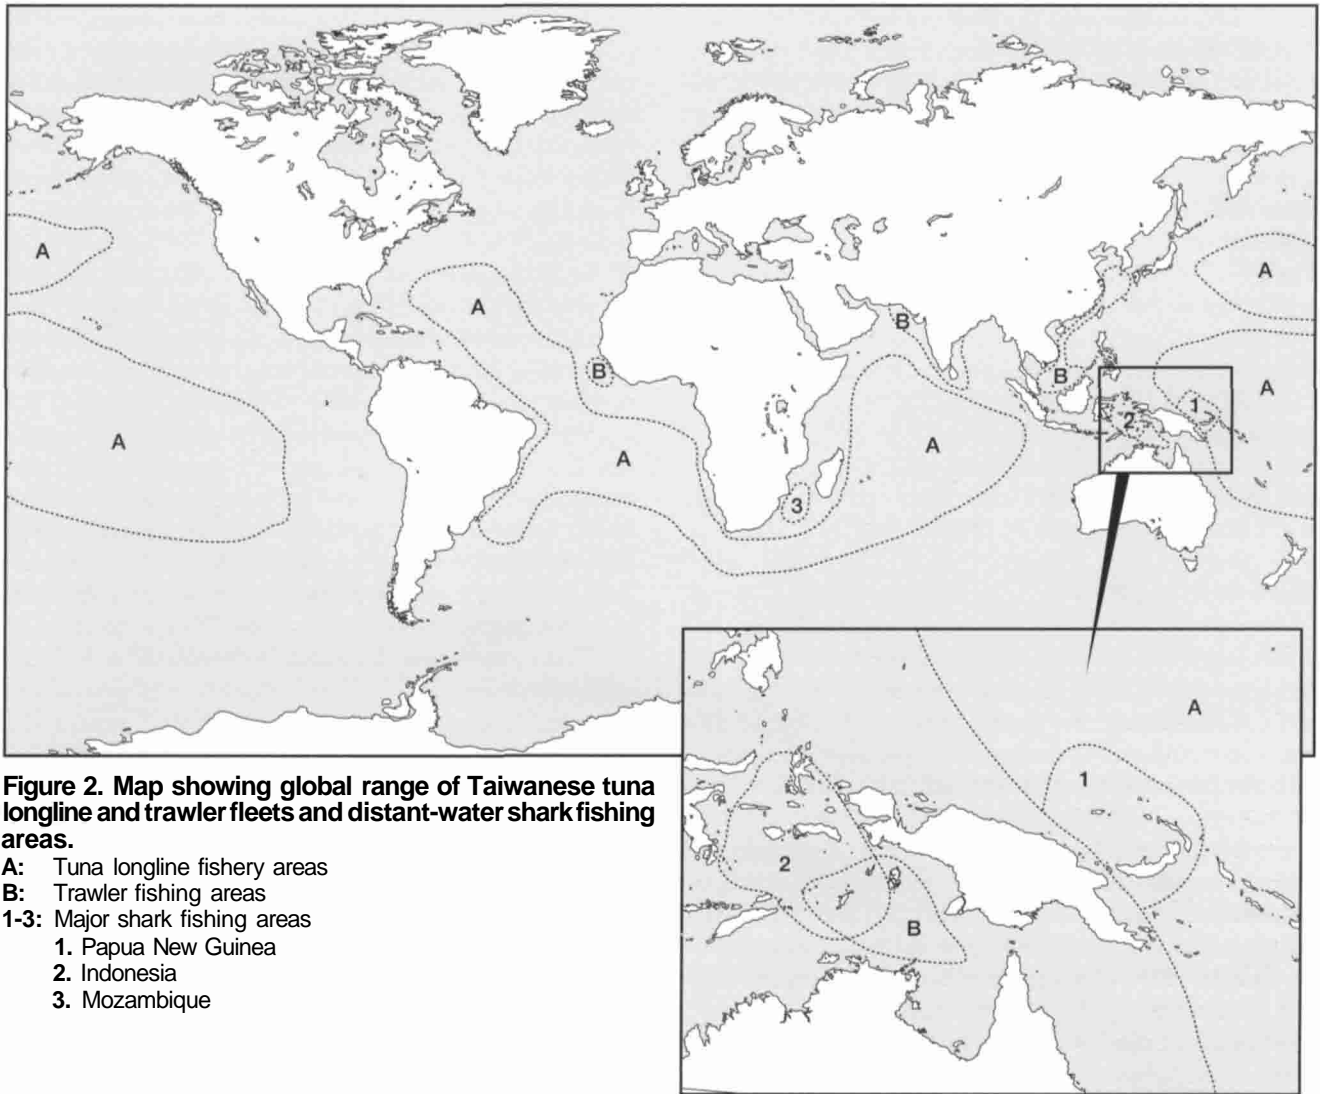 A
A
A
B
B
A
B
A
1
2
A
A
A
3
A
1
2
B
Figure 2. Map showing global range of Taiwanese tuna
longline and trawler fleets and distant-water shark fishing
areas.
A: Tuna longline fishery areas
B: Trawler fishing areas
1-3: Major shark fishing areas
1. Papua New Guinea
2. Indonesia
3. Mozambique